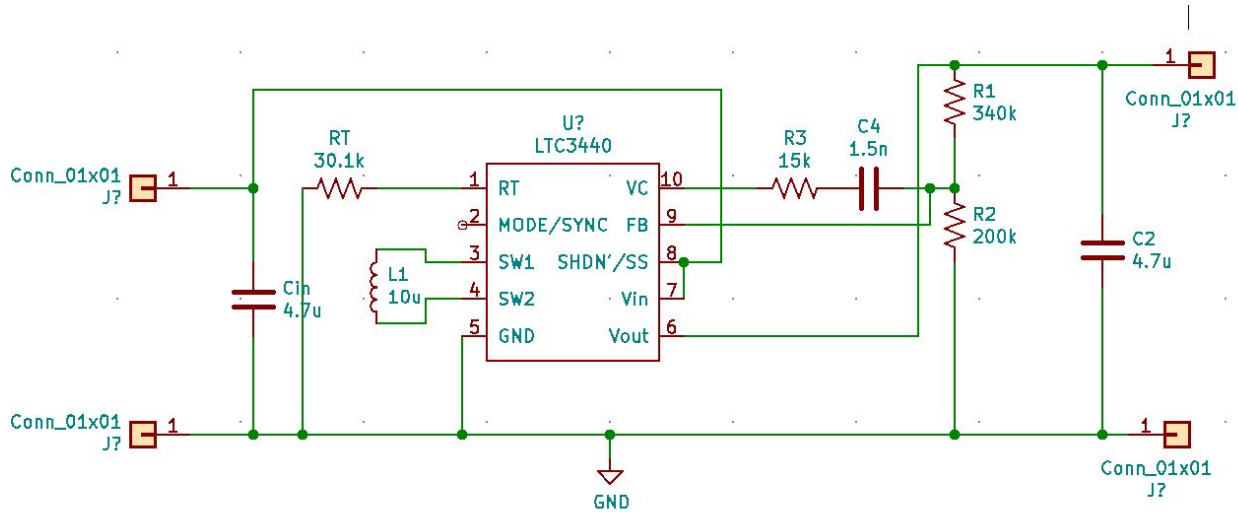 Conn_01x01
J?
1
Conn_01x01
J?
1
RT
30.1k
Cin
4.7u
L1
10u
U?
LTC3440
1
RT
2
MODE/SYNC
3
SW1
4
SW2
5
GND
VC
10
FB
9
SHDN'/SS
8
Vin
7
Vout
6
R3
15k
C4
1.5n
R1
340k
R2
200k
C2
4.7u
1
Conn_01x01
J?
1
Conn_01x01
J?
GND